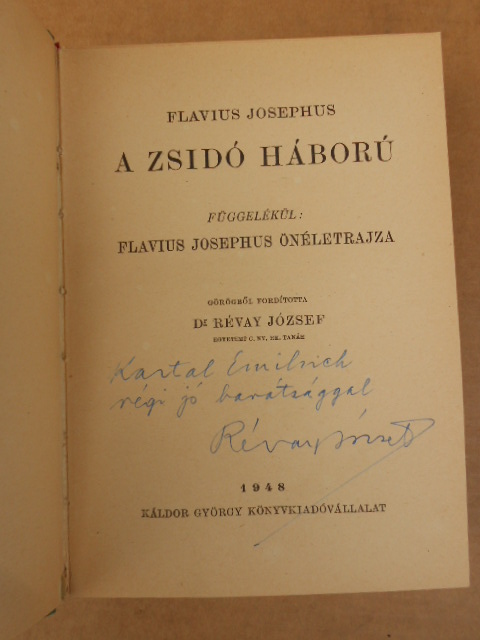 FLAVIUS JOSEPHUS
A ZSIDÓ HÁBORÚ
FÜGGELÉKÜL:
FLAVIUS JOSEPHUS ÖNÉLETRAJZA
GÖRÖGBŐL FORDÍTOTTA
Dr RÉVAY JÓZSEF
EGYETEMI C. NY. RK. TANÁR
Kartal
régi jó barátsággal
Révay József
1948
KÁLDOR GYÖRGY KÖNYVKIADÓVÁLLALAT